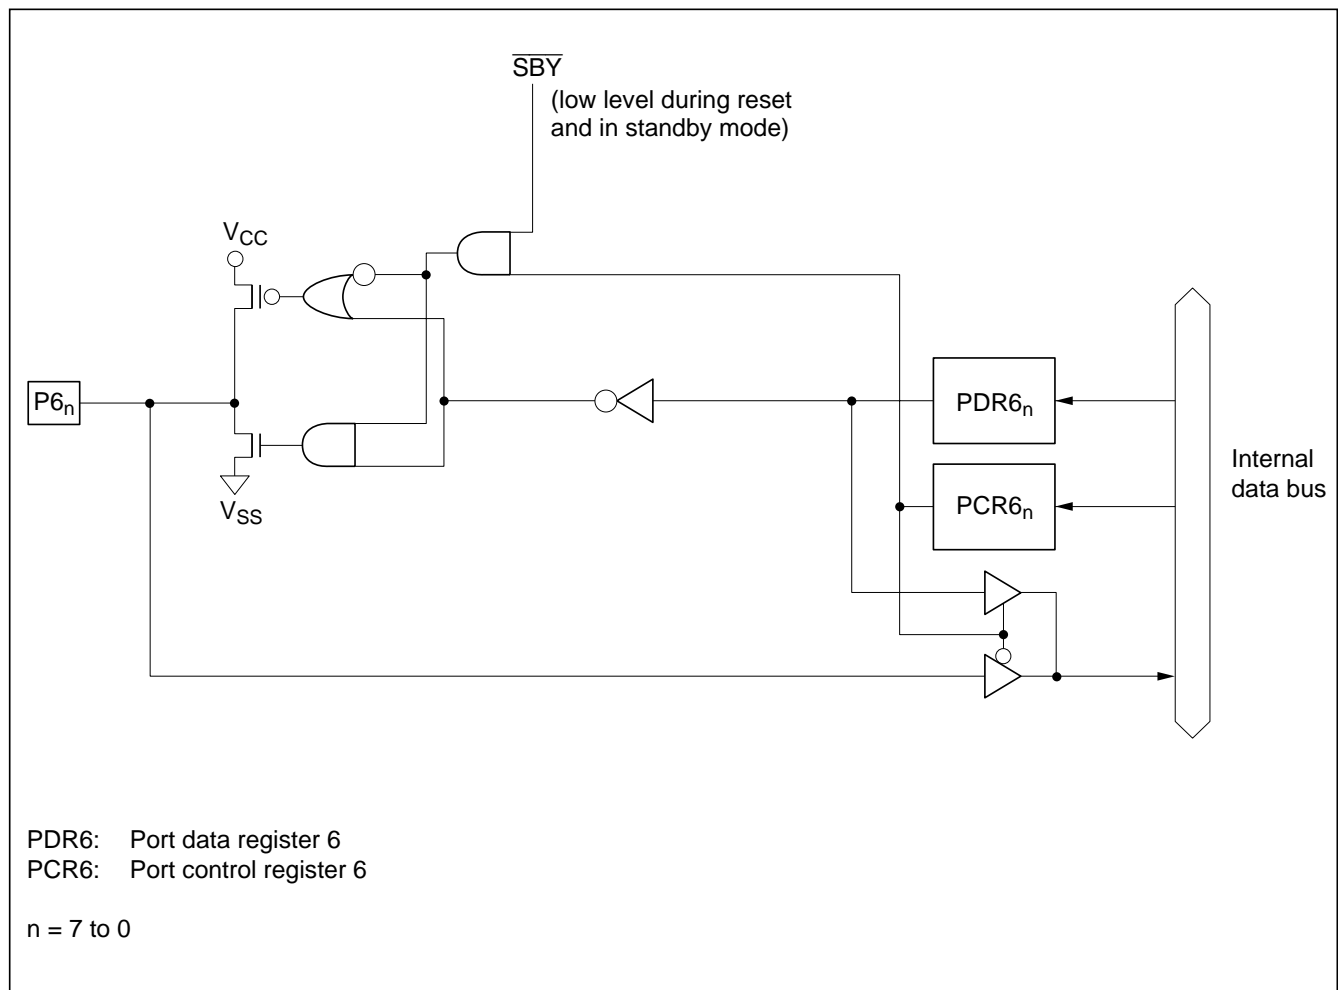 SBY
(low level during reset
and in standby mode)
VCC
P6n
PDR6n
PCR6n
VSS
Internal
data bus
PDR6: Port data register 6
PCR6: Port control register 6
n = 7 to 0